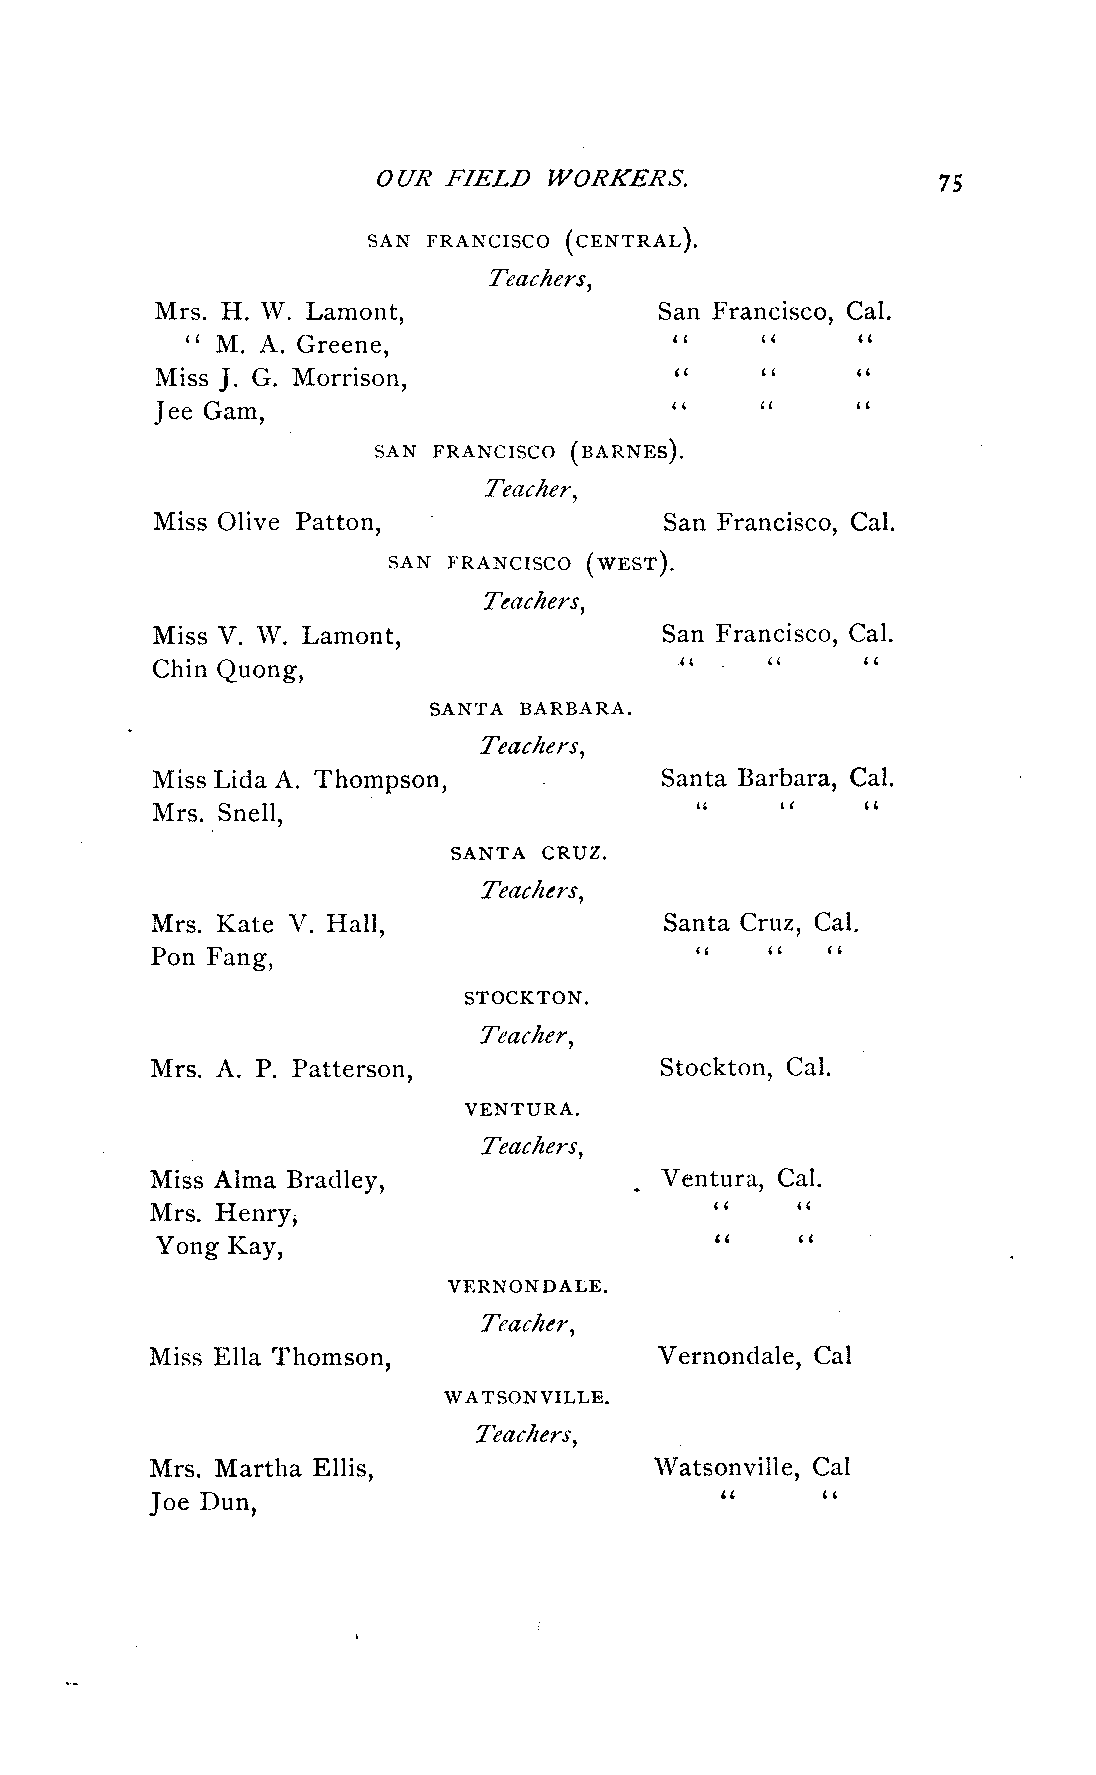 OUR FIELD WORKERS. 75
SAN FRANCISCO (CENTRAL).
Teachers,
Mrs. H. W. Lamont, San Francisco, Cal.
“ M. A. Greene, “ “ “
Miss J. G. Morrison, “ “ “
Jee Gam, “ “ “
SAN FRANCISCO (BARNES).
Teacher,
Miss Olive Patton, San Francisco, Cal.
SAN FRANCISCO (WEST).
Teachers,
Miss V. W. Lamont, San Francisco, Cal.
Chin Quong, “ “ “
SANTA BARBARA.
Teachers,
Miss Lida A. Thompson, Santa Barbara, Cal.
Mrs. Snell, “ “ “
SANTA CRUZ.
Teachers,
Mrs. Kate V. Hall, Santa Cruz, Cal.
Pon Fang, “ “ “
STOCKTON.
Teacher,
Mrs. A. P. Patterson, Stockton, Cal.
VENTURA.
Teachers,
Miss Alma Bradley, Ventura, Cal.
Mrs. Henry, “ “
Yong Kay, “ “
VERNONDALE.
Teacher,
Miss Ella Thomson, Vernondale, Cal
WATSONVILLE.
Teachers,
Mrs. Martha Ellis, Watsonville, Cal
Joe Dun, “ “